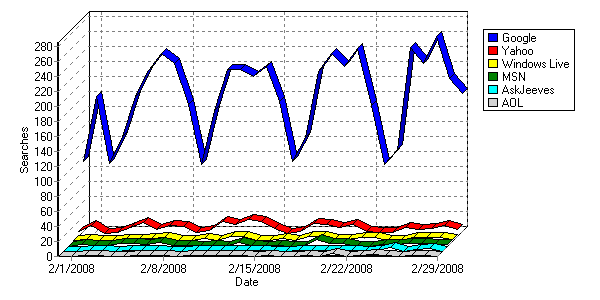 280
260
240
220
200
180
160
140
120
100
80
60
40
20
0
Searches
2/1/2008 2/8/2008 2/15/2008 2/22/2008 2/29/2008
Date
Google
Yahoo
Windows Live
MSN
AskJeeves
AOL